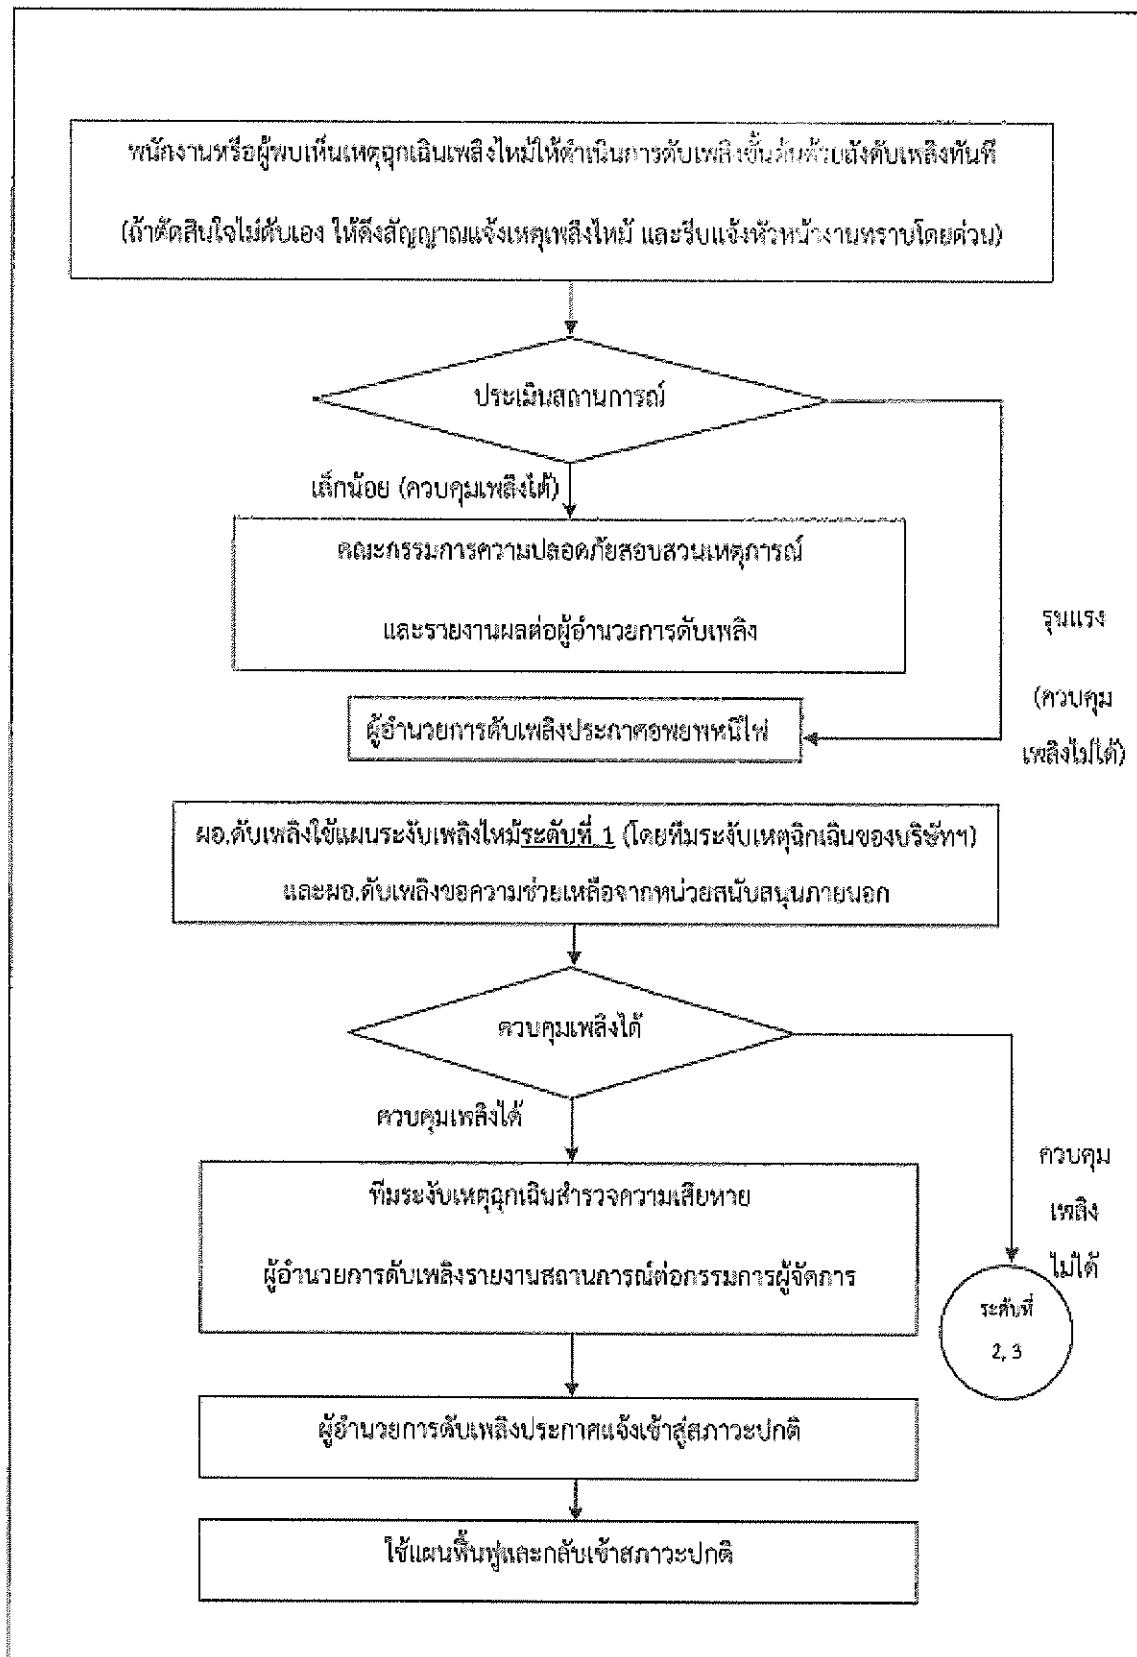 พนักงานหรือผู้พบเห็นเหตุฉุกเฉินเพลิงไหม้ให้ดำเนินการดับเพลิงขั้นต้นด้วยถังดับเพลิงทันที
(ถ้าตัดสินใจไม่ดับเอง ให้ดึงสัญญาณแจ้งเหตุเพลิงไหม้ และรีบแจ้งหัวหน้างานทราบโดยด่วน)
ประเมินสถานการณ์
เล็กน้อย (ควบคุมเพลิงได้)
คณะกรรมการความปลอดภัยสอบสวนเหตุการณ์
และรายงานผลต่อผู้อำนวยการดับเพลิง
รุนแรง
(ควบคุม
เพลิงไม่ได้)
ผู้อำนวยการดับเพลิงประกาศอพยพหนีไฟ
ผอ.ดับเพลิงใช้แผนระงับเพลิงไหม้ระดับที่ 1 (โดยทีมระงับเหตุฉิกเฉินของบริษัทฯ)
และผอ.ดับเพลิงขอความช่วยเหลือจากหน่วยสนับสนุนภายนอก
ควบคุมเพลิงได้
ควบคุมเพลิงได้
ควบคุม
เพลิง
ไม่ได้
ทีมระงับเหตุฉุกเฉินสำรวจความเสียหาย
ผู้อำนวยการดับเพลิงรายงานสถานการณ์ต่อกรรมการผู้จัดการ
ระดับที่
2, 3
ผู้อำนวยการดับเพลิงประกาศแจ้งเข้าสู่สภาวะปกติ
ใช้แผนฟื้นฟูและกลับเข้าสภาวะปกติ